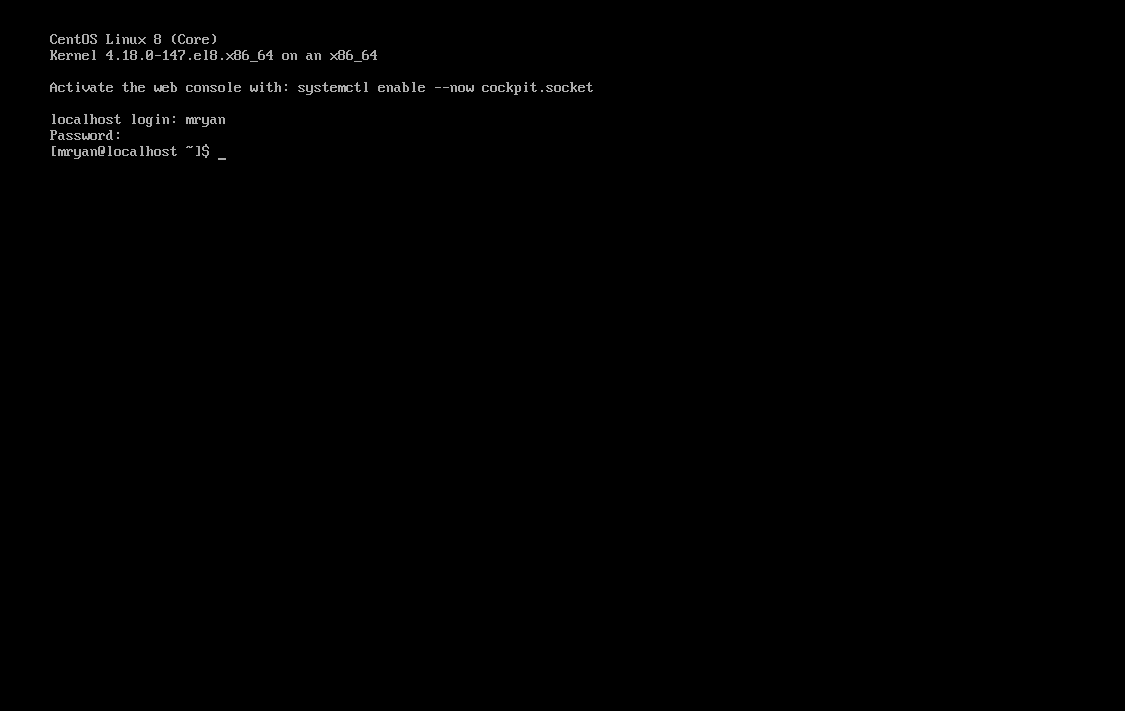 CentOS Linux 8 (Core)
Kernel 4.18.0-147.el8.x86_64 on an x86_64
Activate the web console with: systemctl enable --now cockpit.socket
localhost login: mryan
Password:
[mryan@localhost ~]$ _